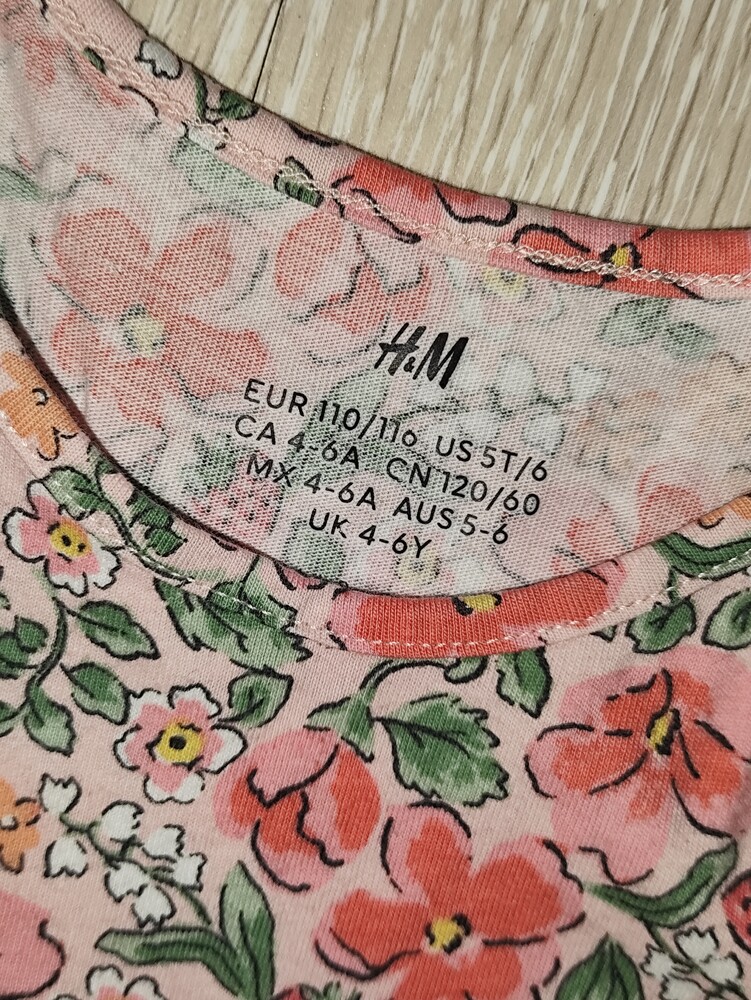 H&M
EUR 110/116 US 5T/6
CA 4-6A CN 120/60
MX 4-6A AUS 5-6
UK 4-6Y